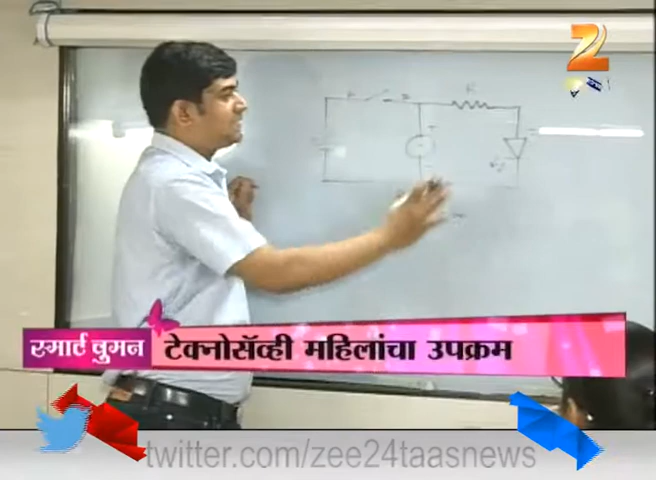 Z
R
स्मार्ट वुमन
टेक्नोसॅव्ही महिलांचा उपक्रम
twitter.com/zee24taasnews